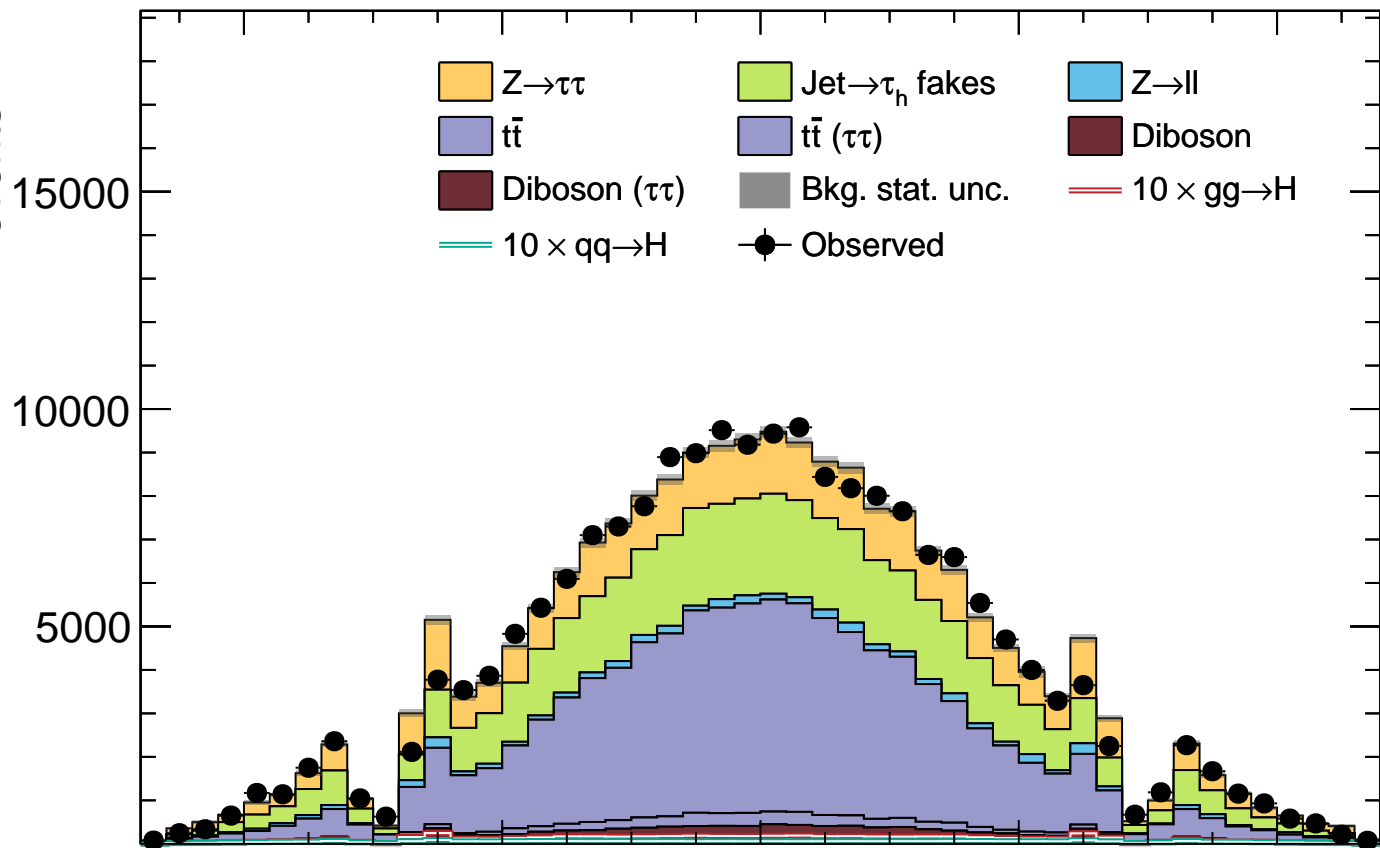 Z→ττ Jet→τh fakes Z→ll
tt̄ tt̄ (ττ) Diboson
Diboson (ττ) Bkg. stat. unc. 10 × gg→H
10 × qq→H Observed
15000
10000
5000